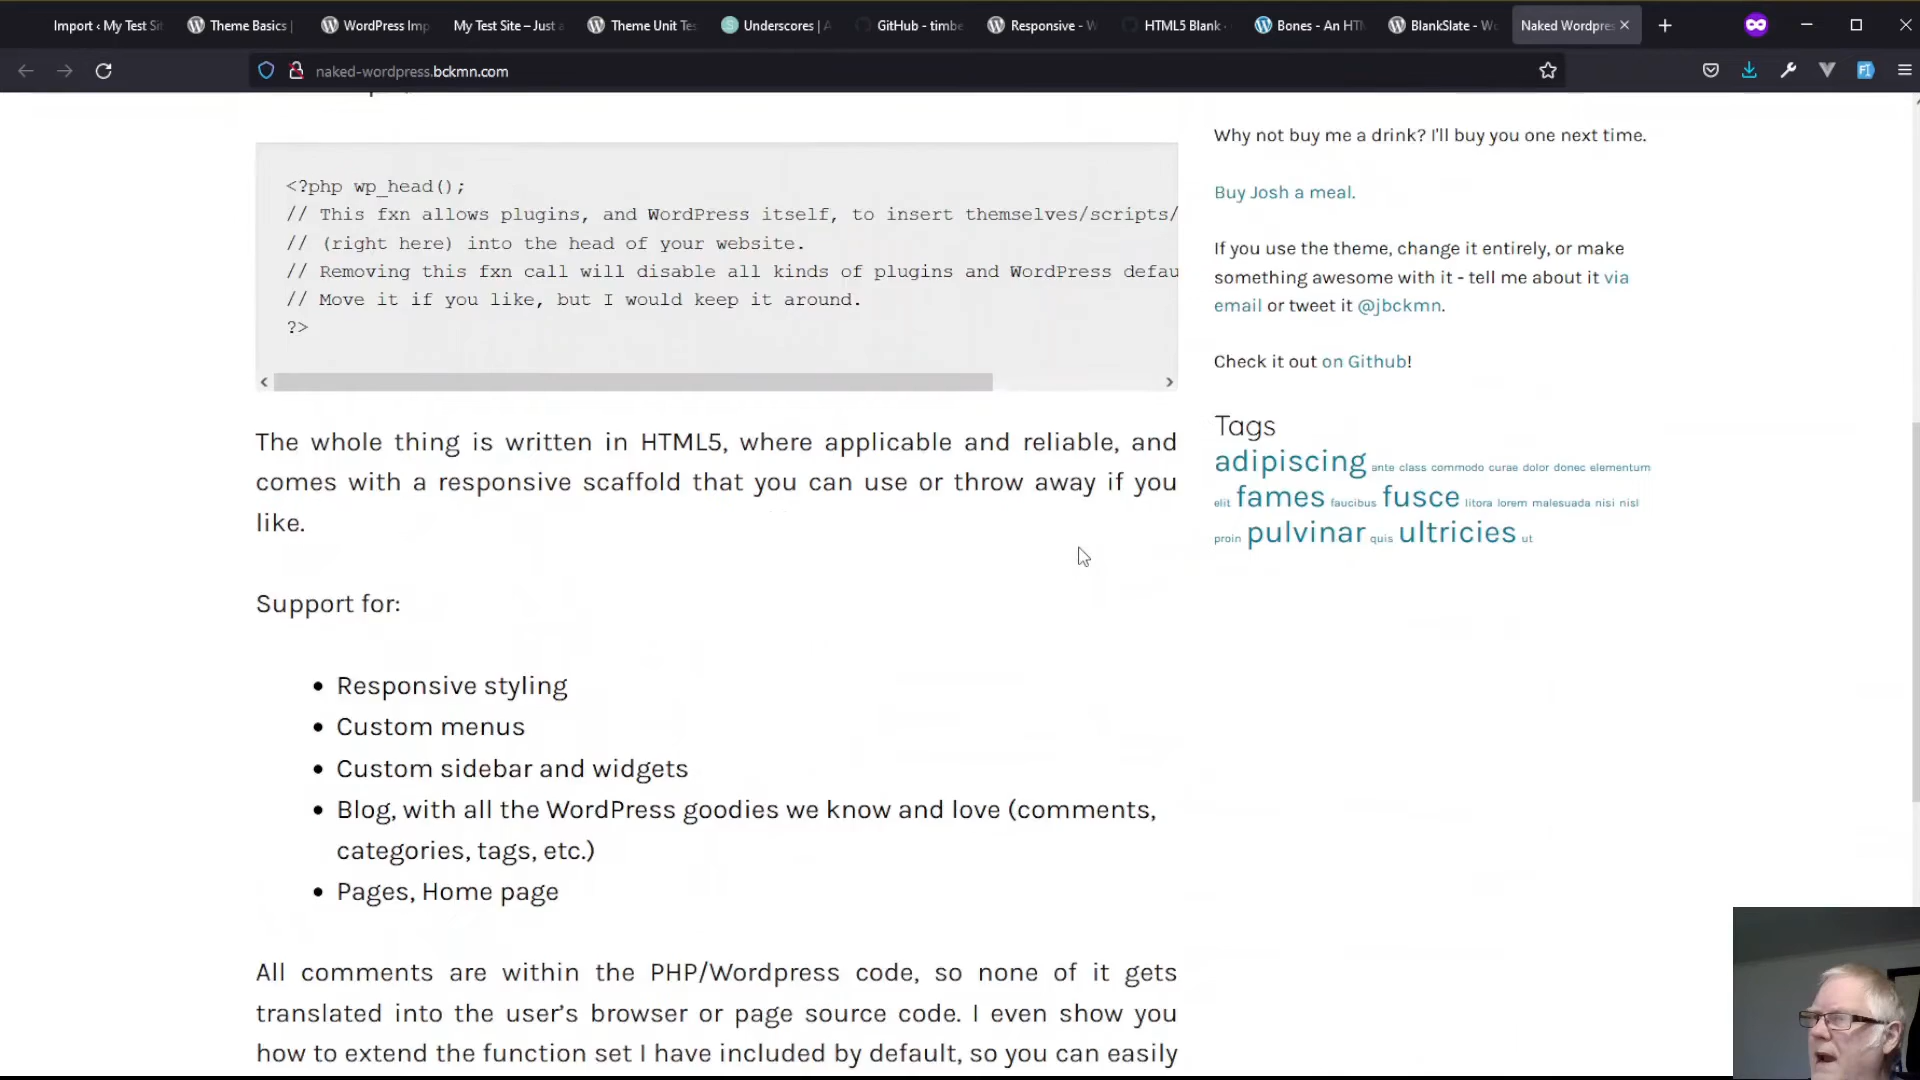 Import ‹ My Test Sit
Theme Basics |
WordPress Imp
My Test Site – Just a
Theme Unit Tes
Underscores | A
GitHub - timbe
Responsive - W
HTML5 Blank -
Bones - An HTM
BlankSlate - Wo
Naked Wordpres
naked-wordpress.bckmn.com
<?php wp_head();
// This fxn allows plugins, and WordPress itself, to insert themselves/scripts/
// (right here) into the head of your website.
// Removing this fxn call will disable all kinds of plugins and WordPress defau
// Move it if you like, but I would keep it around.
?>
The whole thing is written in HTML5, where applicable and reliable, and
comes with a responsive scaffold that you can use or throw away if you
like.
Support for:
• Responsive styling
• Custom menus
• Custom sidebar and widgets
• Blog, with all the WordPress goodies we know and love (comments,
categories, tags, etc.)
• Pages, Home page
All comments are within the PHP/Wordpress code, so none of it gets
translated into the user's browser or page source code. I even show you
how to extend the function set I have included by default, so you can easily
Why not buy me a drink? I'll buy you one next time.
Buy Josh a meal.
If you use the theme, change it entirely, or make
something awesome with it - tell me about it via
email or tweet it @jbckmn.
Check it out on Github!
Tags
adipiscing ante class commodo curae dolor donec elementum
elit fames faucibus fusce litora lorem malesuada nisi nisl
proin pulvinar quis ultricies ut